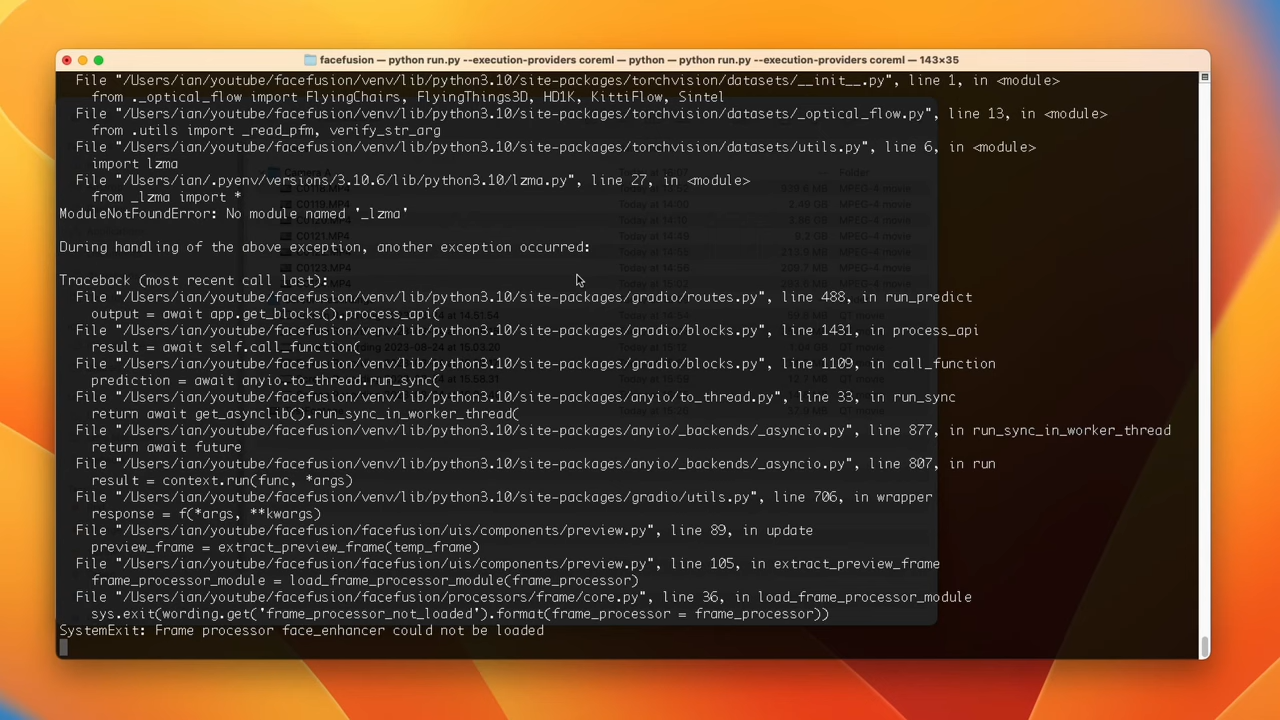 facefusion — python run.py --execution-providers coreml — python — python run.py --execution-providers coreml — 143×35
File "/Users/ian/youtube/facefusion/venv/lib/python3.10/site-packages/torchvision/datasets/__init__.py", line 1, in <module>
from ._optical_flow import FlyingChairs, FlyingThings3D, HD1K, KittiFlow, Sintel
File "/Users/ian/youtube/facefusion/venv/lib/python3.10/site-packages/torchvision/datasets/_optical_flow.py", line 13, in <module>
from .utils import _read_pfm, verify_str_arg
File "/Users/ian/youtube/facefusion/venv/lib/python3.10/site-packages/torchvision/datasets/utils.py", line 6, in <module>
import lzma
File "/Users/ian/.pyenv/versions/3.10.6/lib/python3.10/lzma.py", line 27, in <module>
from _lzma import *
ModuleNotFoundError: No module named '_lzma'
During handling of the above exception, another exception occurred:
Traceback (most recent call last):
File "/Users/ian/youtube/facefusion/venv/lib/python3.10/site-packages/gradio/routes.py", line 488, in run_predict
output = await app.get_blocks().process_api(
File "/Users/ian/youtube/facefusion/venv/lib/python3.10/site-packages/gradio/blocks.py", line 1431, in process_api
result = await self.call_function(
File "/Users/ian/youtube/facefusion/venv/lib/python3.10/site-packages/gradio/blocks.py", line 1109, in call_function
prediction = await anyio.to_thread.run_sync(
File "/Users/ian/youtube/facefusion/venv/lib/python3.10/site-packages/anyio/to_thread.py", line 33, in run_sync
return await get_asynclib().run_sync_in_worker_thread(
File "/Users/ian/youtube/facefusion/venv/lib/python3.10/site-packages/anyio/_backends/_asyncio.py", line 877, in run_sync_in_worker_thread
return await future
File "/Users/ian/youtube/facefusion/venv/lib/python3.10/site-packages/anyio/_backends/_asyncio.py", line 807, in run
result = context.run(func, *args)
File "/Users/ian/youtube/facefusion/venv/lib/python3.10/site-packages/gradio/utils.py", line 706, in wrapper
response = f(*args, **kwargs)
File "/Users/ian/youtube/facefusion/facefusion/uis/components/preview.py", line 89, in update
preview_frame = extract_preview_frame(temp_frame)
File "/Users/ian/youtube/facefusion/facefusion/uis/components/preview.py", line 105, in extract_preview_frame
frame_processor_module = load_frame_processor_module(frame_processor)
File "/Users/ian/youtube/facefusion/facefusion/processors/frame/core.py", line 36, in load_frame_processor_module
sys.exit(wording.get('frame_processor_not_loaded').format(frame_processor = frame_processor))
SystemExit: Frame processor face_enhancer could not be loaded